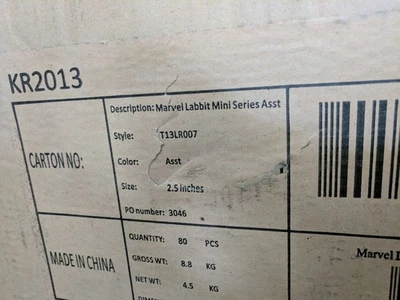 KR2013
Description: Marvel Labbit Mini Series Asst
Style: T13LR007
CARTON NO:
Color: Asst
Size: 2.5 inches
PO number: 3046
QUANTITY: 80 PCS
MADE IN CHINA
GROSS WT: 8.8 KG
NET WT: 4.5 KG
Marvel